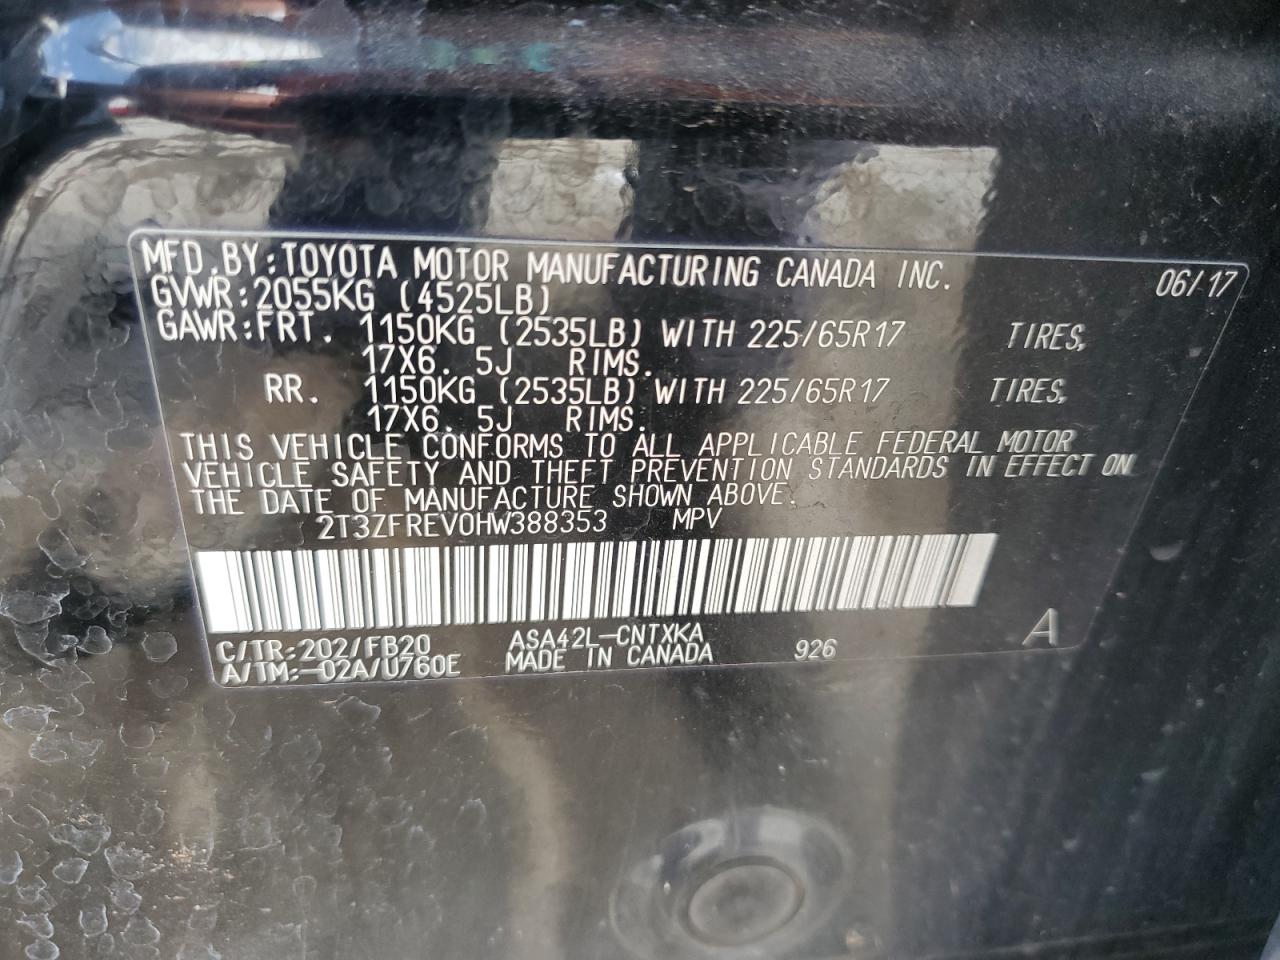 MFD.BY:TOYOTA MOTOR MANUFACTURING CANADA INC. 06/17
GVWR:2055KG (4525LB)
GAWR:FRT. 1150KG (2535LB) WITH 225/65R17 TIRES,
17X6. 5J RIMS.
RR. 1150KG (2535LB) WITH 225/65R17 TIRES,
17X6. 5J RIMS.
THIS VEHICLE CONFORMS TO ALL APPLICABLE FEDERAL MOTOR
VEHICLE SAFETY AND THEFT PREVENTION STANDARDS IN EFFECT ON
THE DATE OF MANUFACTURE SHOWN ABOVE.
2T3ZFREV0HW388353 MPV
C/TR:202/FB20 ASA42L-CNTXKA 926 A
A/TM:-02A/U760E MADE IN CANADA